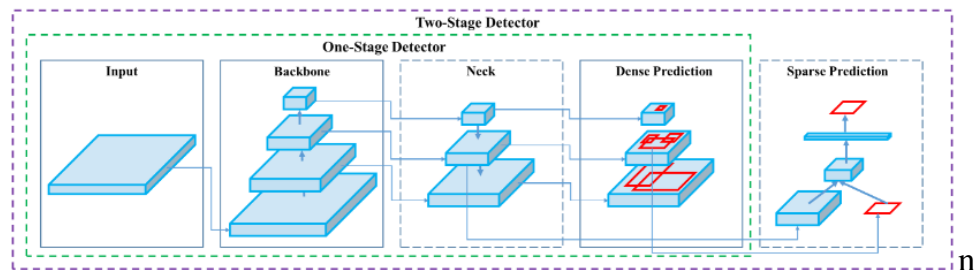 Two-Stage Detector
One-Stage Detector
Input
Backbone
Neck
Dense Prediction
Sparse Prediction
n